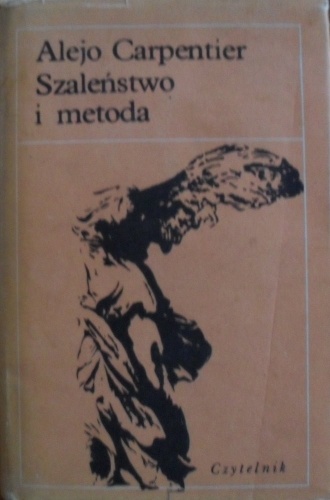 Alejo Carpentier
Szaleństwo
i metoda
Czytelnik